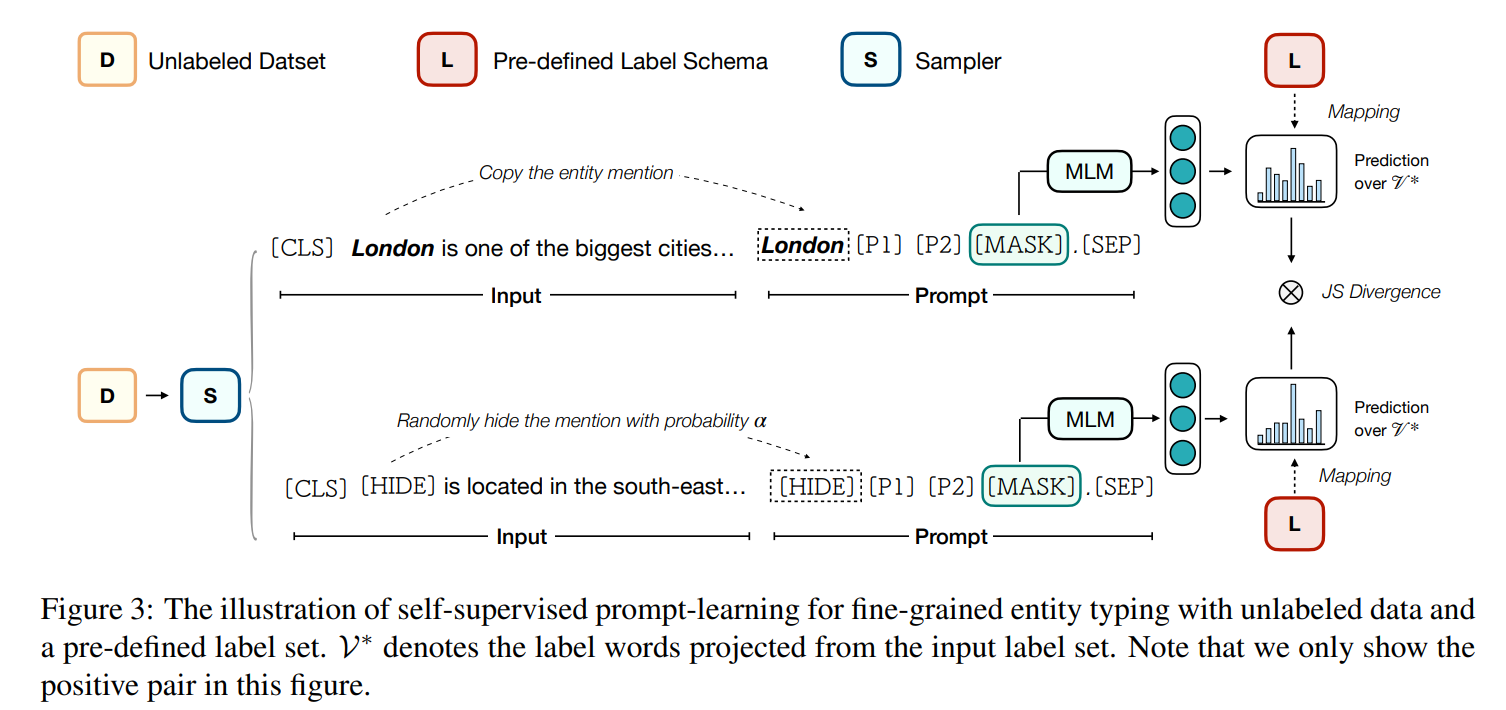 D Unlabeled Datset L Pre-defined Label Schema S Sampler L
Mapping
Copy the entity mention
MLM
Prediction
over 𝒱*
[CLS] London is one of the biggest cities… London [P1] [P2] [MASK].[SEP]
Input Prompt
JS Divergence
D S
Randomly hide the mention with probability α
MLM
Prediction
over 𝒱*
[CLS] [HIDE] is located in the south-east… [HIDE] [P1] [P2] [MASK].[SEP]
Mapping
L
Input Prompt
Figure 3: The illustration of self-supervised prompt-learning for fine-grained entity typing with unlabeled data and
a pre-defined label set. 𝒱* denotes the label words projected from the input label set. Note that we only show the
positive pair in this figure.